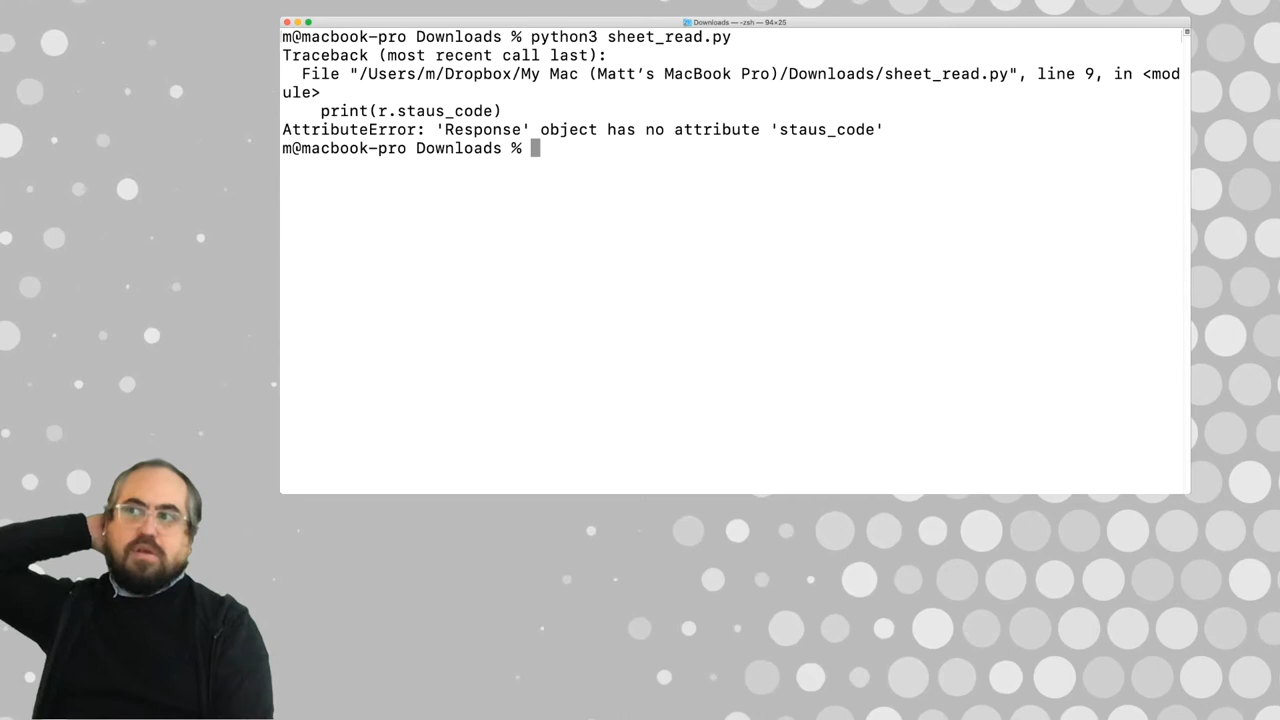 Downloads — -zsh — 94×25
m@macbook-pro Downloads % python3 sheet_read.py
Traceback (most recent call last):
  File "/Users/m/Dropbox/My Mac (Matt’s MacBook Pro)/Downloads/sheet_read.py", line 9, in <mod
ule>
    print(r.staus_code)
AttributeError: 'Response' object has no attribute 'staus_code'
m@macbook-pro Downloads %